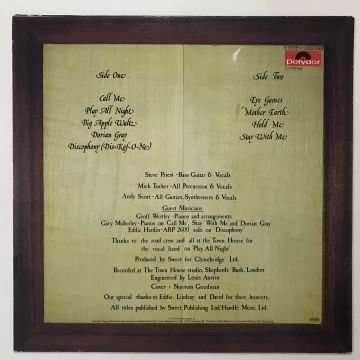 Polydor
Side One
Side Two
Call Me
Play All Night
Big Apple Waltz
Dorian Gray
Discophony (Dis-Kof-O-Ne)
Eye Games
Mother Earth
Hold Me
Stay With Me
Steve Priest - Bass Guitar & Vocals
Mick Tucker - All Percussion & Vocals
Andy Scott - All Guitars, Synthesisers & Vocals
Guest Musicians
Geoff Westley - Pianos and arrangements
Gary Moberley - Pianos on Call Me, Stay With Me and Dorian Gray
Eddie Hardin - ARP 2600 solo on Discophony
Thanks to the road crew and all at the Town House for
the vocal hand on Play All Night
Produced by Sweet for Chinnbridge Ltd.
Recorded at The Town House studio, Shepherds Bush, London
Engineered by Louis Austin
Cover - Norman Goodman
Our special thanks to Eddie, Lindsay and David for their honesty.
All titles published by Sweet Publishing Ltd/Handle Music Ltd.